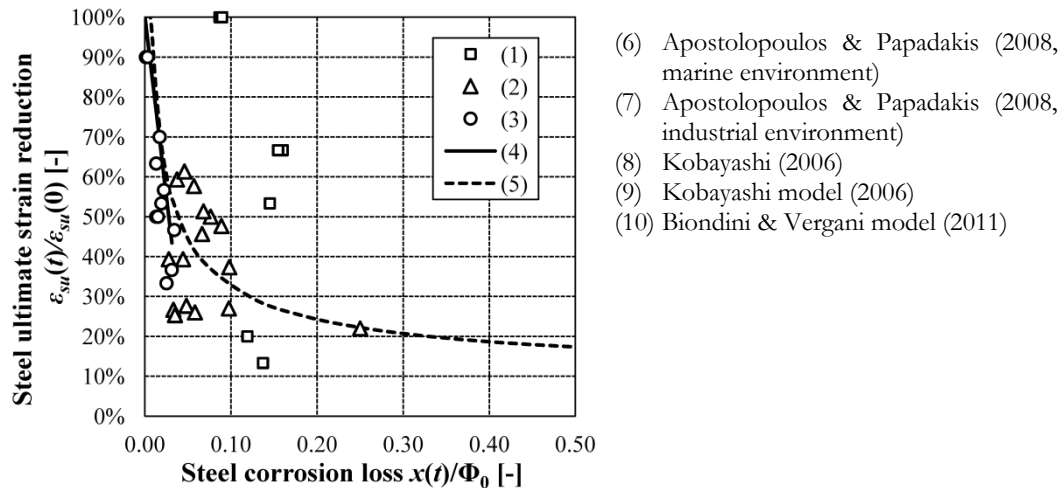 100%
90%
80%
70%
60%
50%
40%
30%
20%
10%
0%
0.00 0.10 0.20 0.30 0.40 0.50
Steel ultimate strain reduction
εsu(t)/εsu(0) [-]
Steel corrosion loss x(t)/Φ0 [-]
(1)
(2)
(3)
(4)
(5)
(6) Apostolopoulos & Papadakis (2008,
marine environment)
(7) Apostolopoulos & Papadakis (2008,
industrial environment)
(8) Kobayashi (2006)
(9) Kobayashi model (2006)
(10) Biondini & Vergani model (2011)